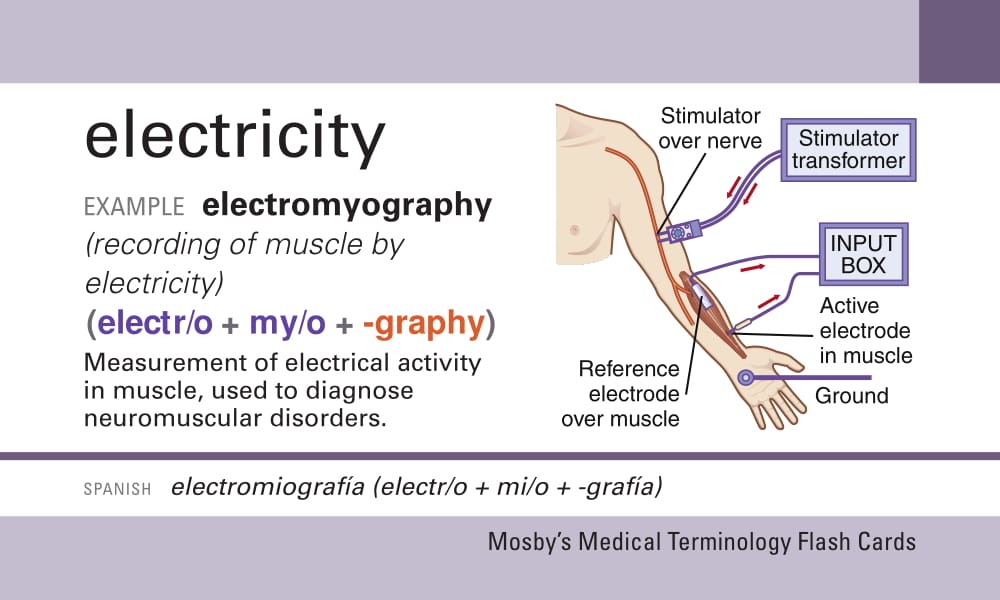 electricity
EXAMPLE electromyography
(recording of muscle by
electricity)
(electr/o + my/o + -graphy)
Measurement of electrical activity
in muscle, used to diagnose
neuromuscular disorders.
Stimulator
over nerve
Stimulator
transformer
INPUT
BOX
Active
electrode
in muscle
Reference
electrode
over muscle
Ground
SPANISH electromiografía (electr/o + mi/o + -grafía)
Mosby's Medical Terminology Flash Cards